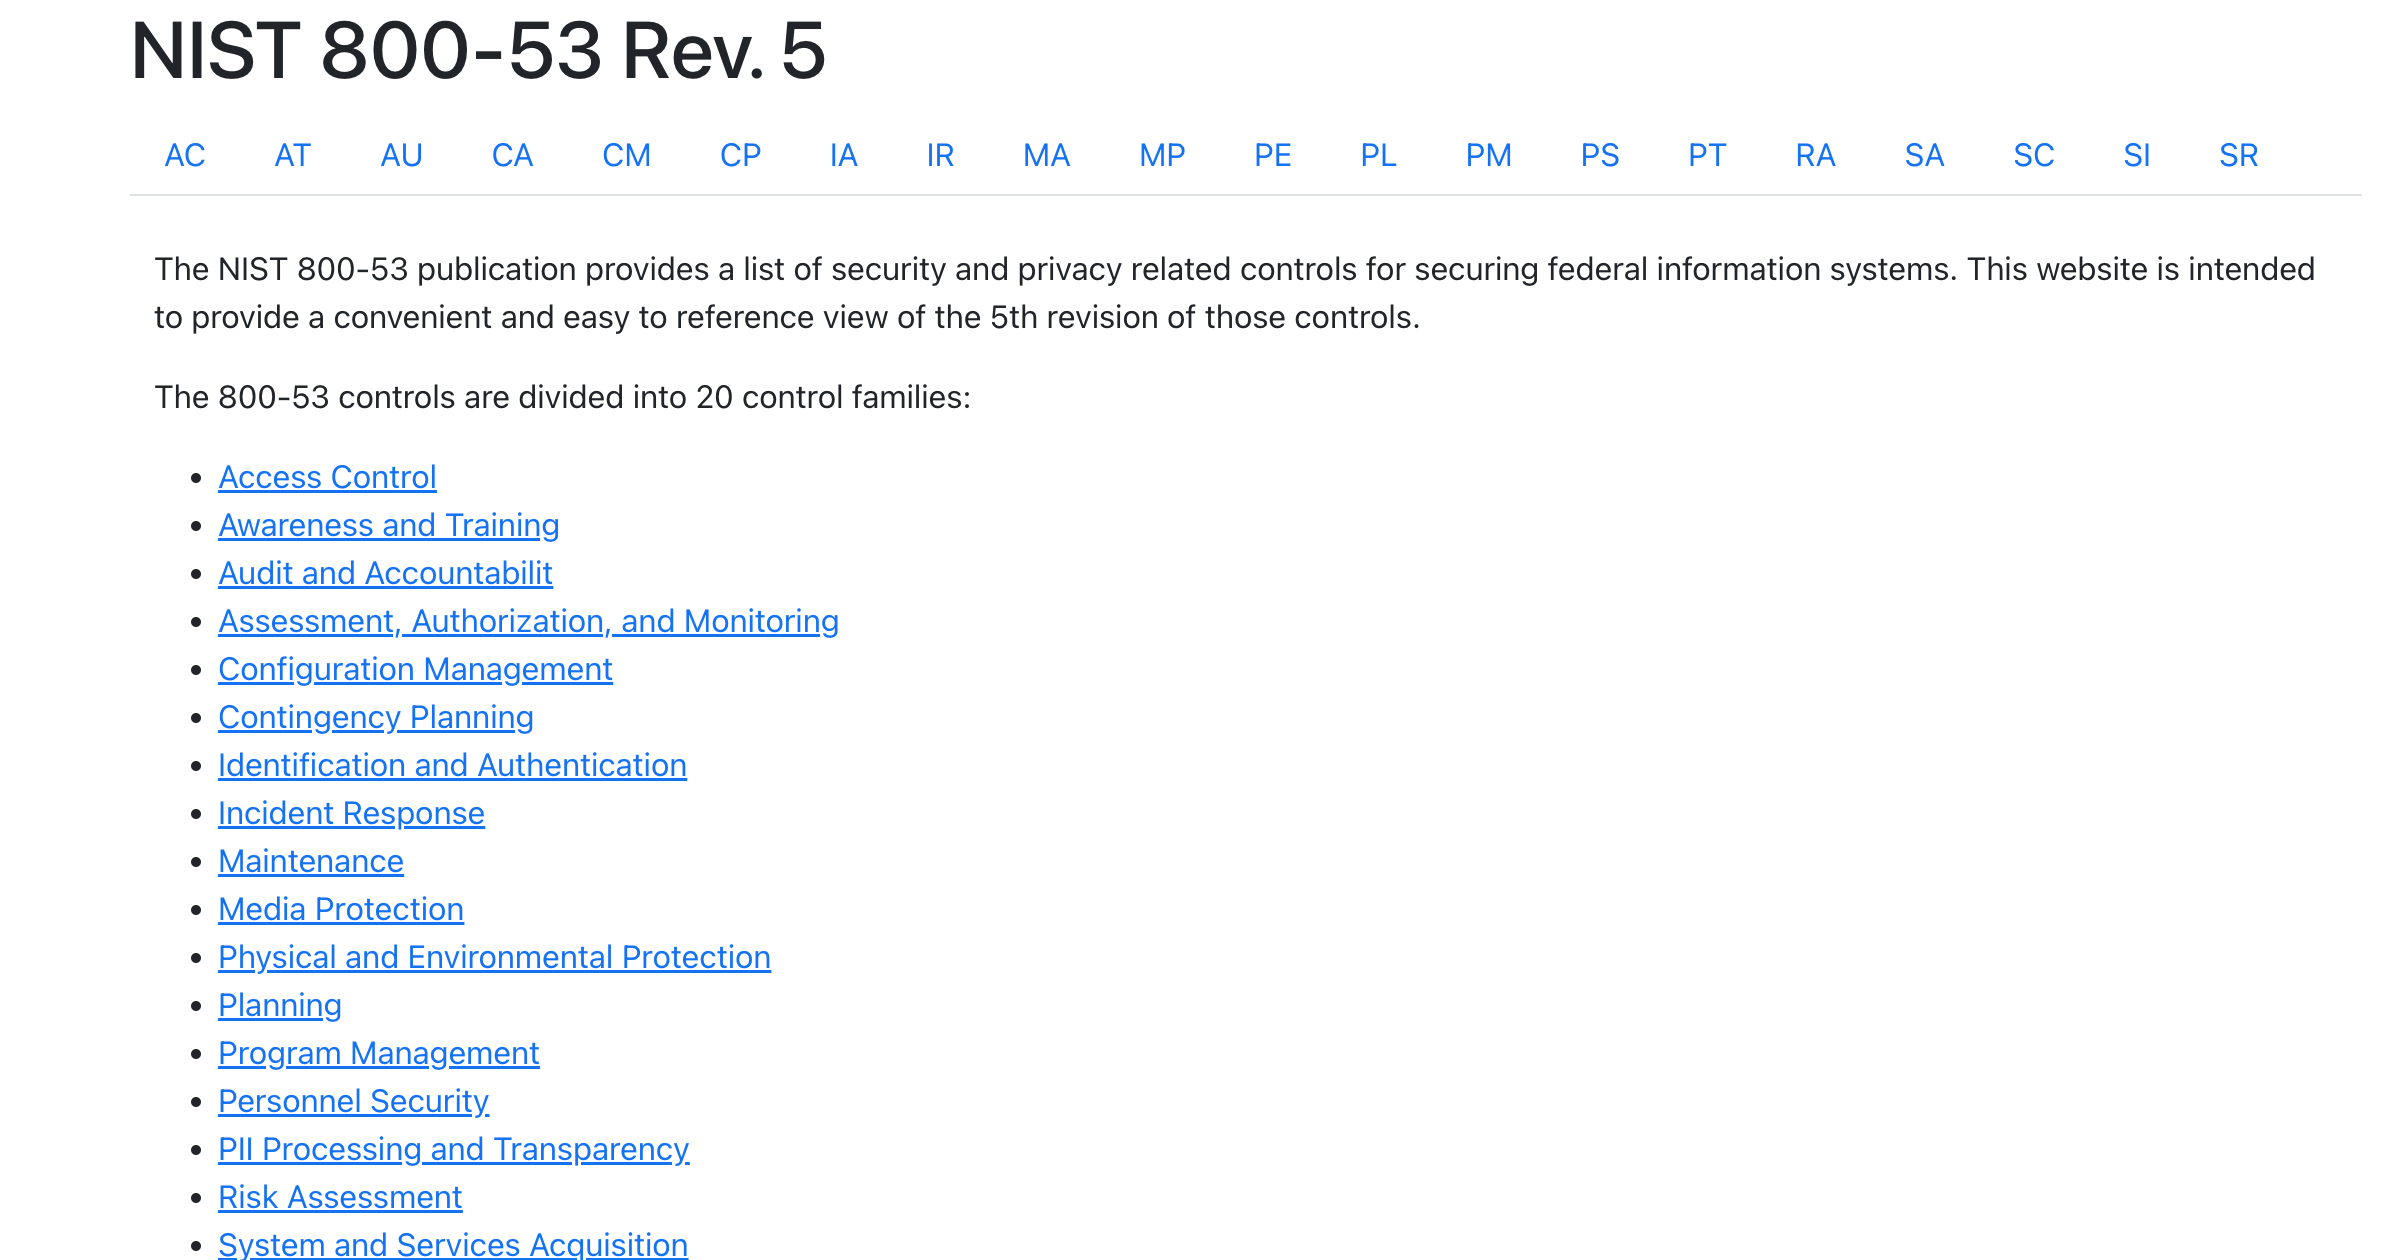 NIST 800-53 Rev. 5
AC AT AU CA CM CP IA IR MA MP PE PL PM PS PT RA SA SC SI SR
The NIST 800-53 publication provides a list of security and privacy related controls for securing federal information systems. This website is intended
to provide a convenient and easy to reference view of the 5th revision of those controls.
The 800-53 controls are divided into 20 control families:
Access Control
Awareness and Training
Audit and Accountabilit
Assessment, Authorization, and Monitoring
Configuration Management
Contingency Planning
Identification and Authentication
Incident Response
Maintenance
Media Protection
Physical and Environmental Protection
Planning
Program Management
Personnel Security
PII Processing and Transparency
Risk Assessment
System and Services Acquisition